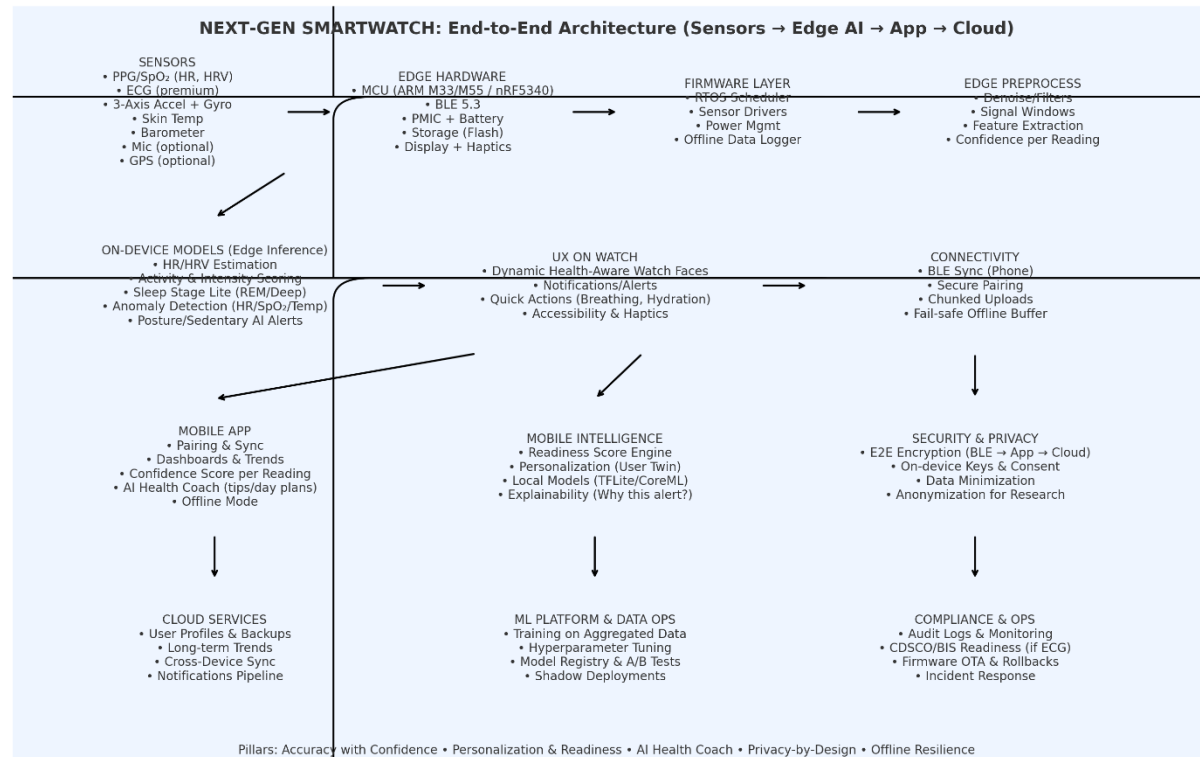 NEXT-GEN SMARTWATCH: End-to-End Architecture (Sensors → Edge AI → App → Cloud)
SENSORS
• PPG/SpO₂ (HR, HRV)
• ECG (premium)
• 3-Axis Accel + Gyro
• Skin Temp
• Barometer
• Mic (optional)
• GPS (optional)
EDGE HARDWARE
• MCU (ARM M33/M55 / nRF5340)
• BLE 5.3
• PMIC + Battery
• Storage (Flash)
• Display + Haptics
FIRMWARE LAYER
• RTOS Scheduler
• Sensor Drivers
• Power Mgmt
• Offline Data Logger
EDGE PREPROCESS
• Denoise/Filters
• Signal Windows
• Feature Extraction
• Confidence per Reading
ON-DEVICE MODELS (Edge Inference)
• HR/HRV Estimation
• Activity & Intensity Scoring
• Sleep Stage Lite (REM/Deep)
• Anomaly Detection (HR/SpO₂/Temp)
• Posture/Sedentary AI Alerts
UX ON WATCH
• Dynamic Health-Aware Watch Faces
• Notifications/Alerts
• Quick Actions (Breathing, Hydration)
• Accessibility & Haptics
CONNECTIVITY
• BLE Sync (Phone)
• Secure Pairing
• Chunked Uploads
• Fail-safe Offline Buffer
MOBILE APP
• Pairing & Sync
• Dashboards & Trends
• Confidence Score per Reading
• AI Health Coach (tips/day plans)
• Offline Mode
MOBILE INTELLIGENCE
• Readiness Score Engine
• Personalization (User Twin)
• Local Models (TFLite/CoreML)
• Explainability (Why this alert?)
SECURITY & PRIVACY
• E2E Encryption (BLE → App → Cloud)
• On-device Keys & Consent
• Data Minimization
• Anonymization for Research
CLOUD SERVICES
• User Profiles & Backups
• Long-term Trends
• Cross-Device Sync
• Notifications Pipeline
ML PLATFORM & DATA OPS
• Training on Aggregated Data
• Hyperparameter Tuning
• Model Registry & A/B Tests
• Shadow Deployments
COMPLIANCE & OPS
• Audit Logs & Monitoring
• CDSCO/BIS Readiness (if ECG)
• Firmware OTA & Rollbacks
• Incident Response
Pillars: Accuracy with Confidence • Personalization & Readiness • AI Health Coach • Privacy-by-Design • Offline Resilience